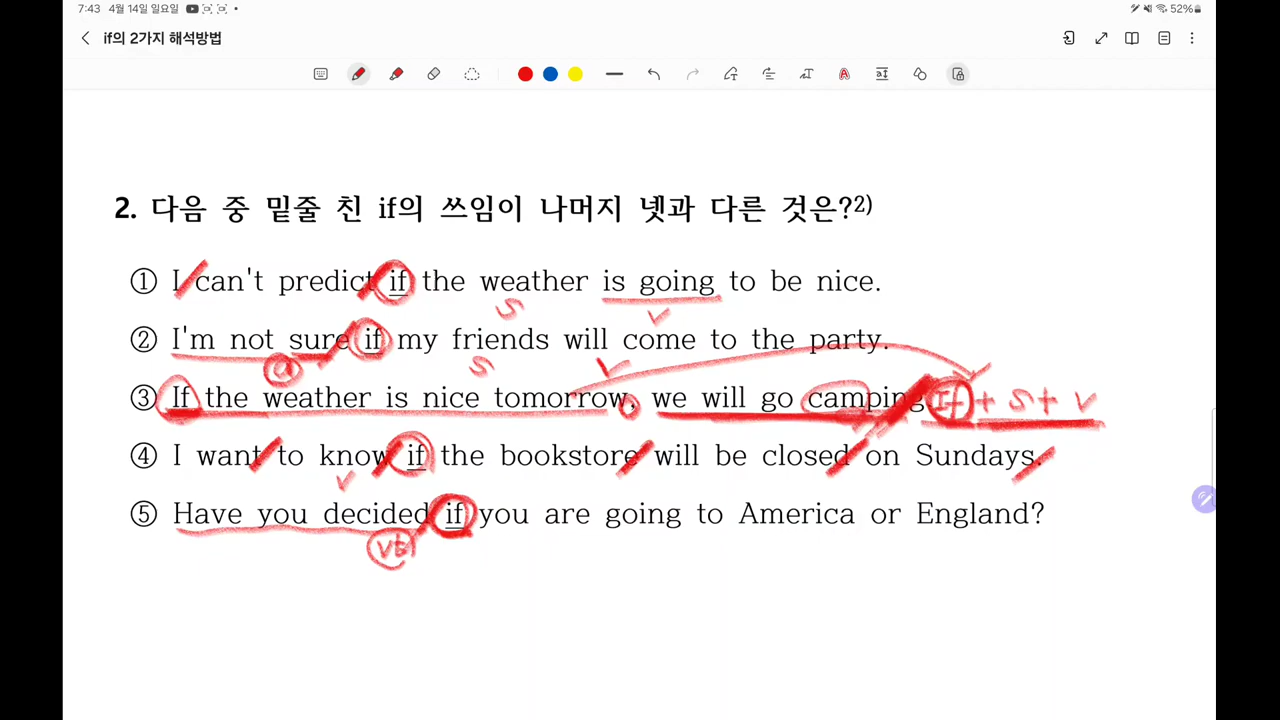 7:43 4월 14일 일요일 52%
if의 2가지 해석방법
2. 다음 중 밑줄 친 if의 쓰임이 나머지 넷과 다른 것은?2)
① I can't predict if the weather is going to be nice.
S V
② I'm not sure if my friends will come to the party.
a S V
③ If the weather is nice tomorrow, we will go camping If + S + V
④ I want to know if the bookstore will be closed on Sundays.
V
⑤ Have you decided if you are going to America or England?
vt